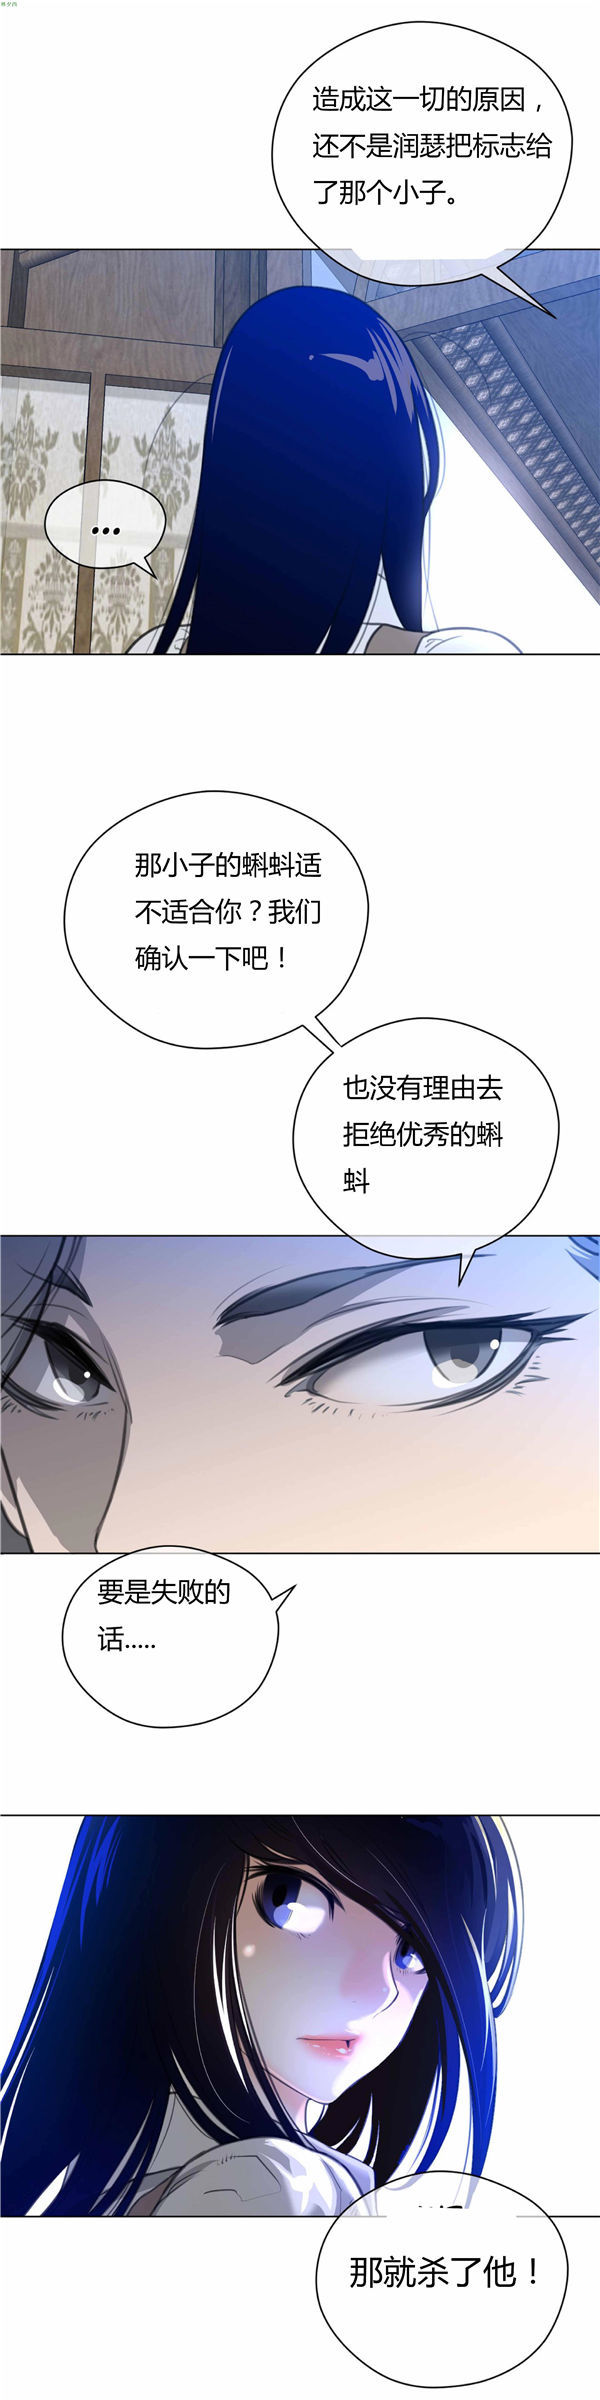 造成这一切的原因，
还不是润瑟把标志给
了那个小子。
...
那小子的蝌蚪适
不适合你？我们
确认一下吧！
也没有理由去
拒绝优秀的蝌
蚪
要是失败的
话.....
那就杀了他！